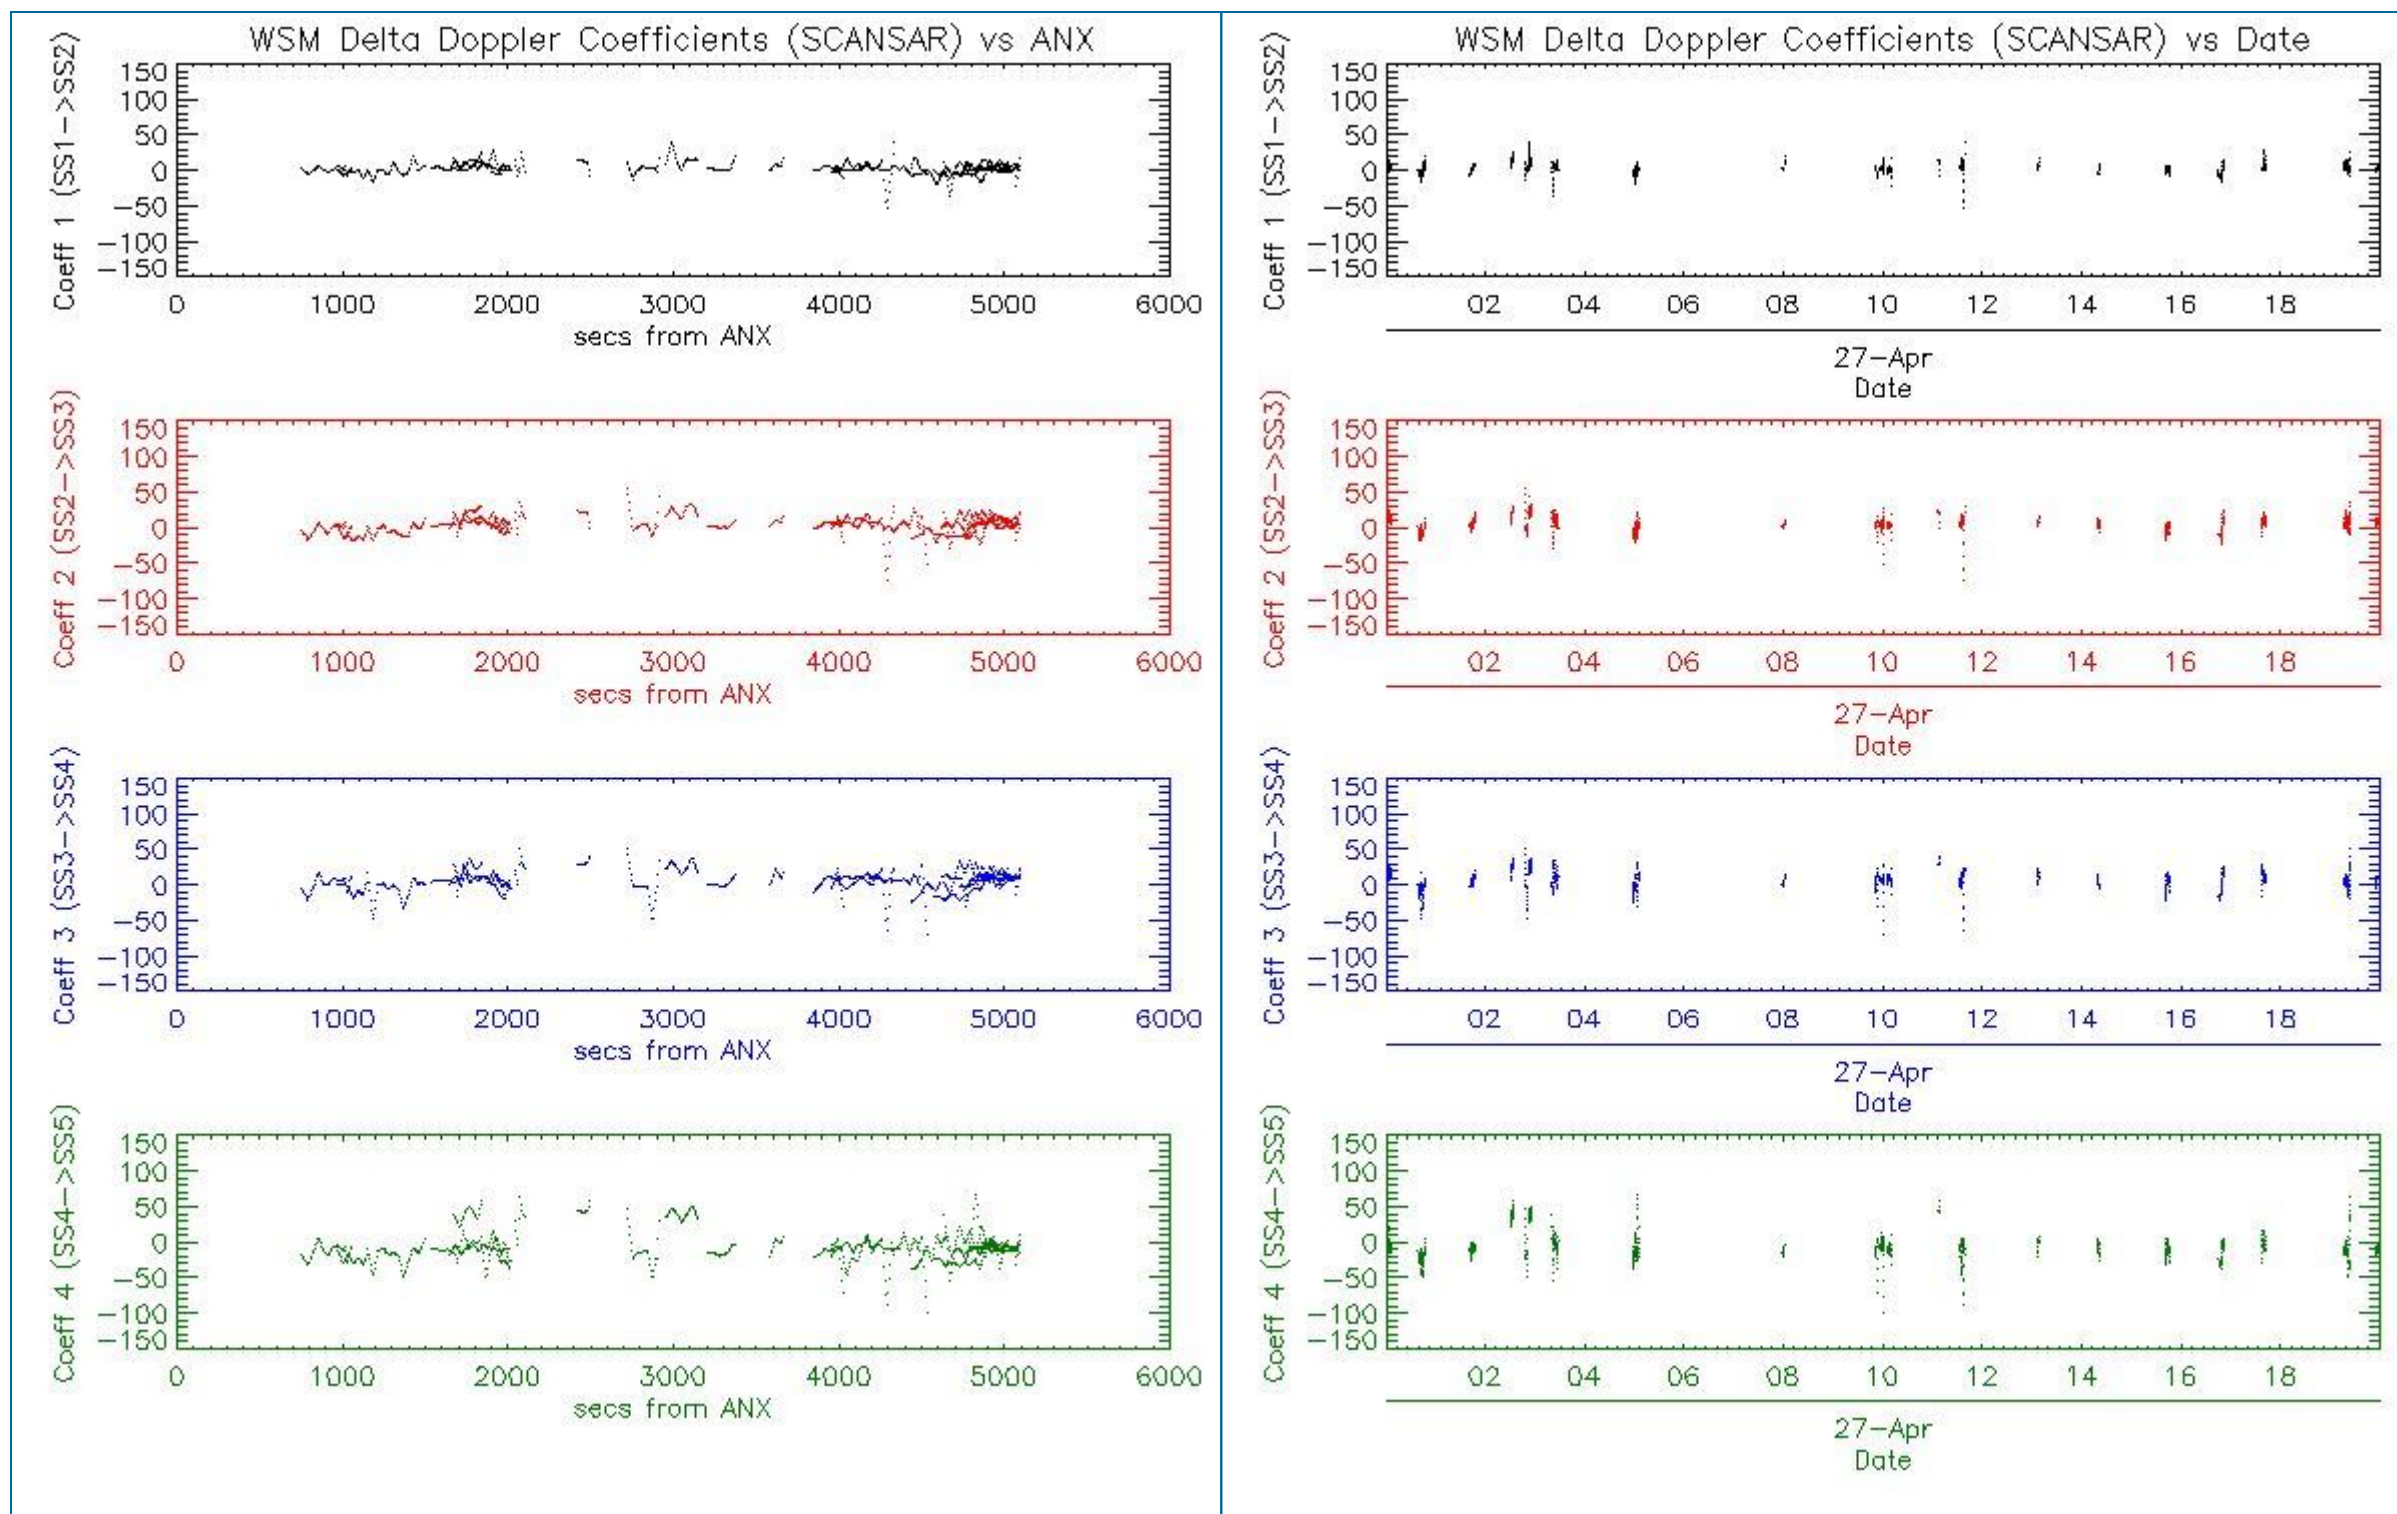 WSM Delta Doppler Coefficients (SCANSAR) vs ANX
Coeff 1 (SS1->SS2)
150
100
50
0
-50
-100
-150
0 1000 2000 3000 4000 5000 6000
secs from ANX
Coeff 2 (SS2->SS3)
150
100
50
0
-50
-100
-150
0 1000 2000 3000 4000 5000 6000
secs from ANX
Coeff 3 (SS3->SS4)
150
100
50
0
-50
-100
-150
0 1000 2000 3000 4000 5000 6000
secs from ANX
Coeff 4 (SS4->SS5)
150
100
50
0
-50
-100
-150
0 1000 2000 3000 4000 5000 6000
secs from ANX
WSM Delta Doppler Coefficients (SCANSAR) vs Date
Coeff 1 (SS1->SS2)
150
100
50
0
-50
-100
-150
02 04 06 08 10 12 14 16 18
27-Apr
Date
Coeff 2 (SS2->SS3)
150
100
50
0
-50
-100
-150
02 04 06 08 10 12 14 16 18
27-Apr
Date
Coeff 3 (SS3->SS4)
150
100
50
0
-50
-100
-150
02 04 06 08 10 12 14 16 18
27-Apr
Date
Coeff 4 (SS4->SS5)
150
100
50
0
-50
-100
-150
02 04 06 08 10 12 14 16 18
27-Apr
Date